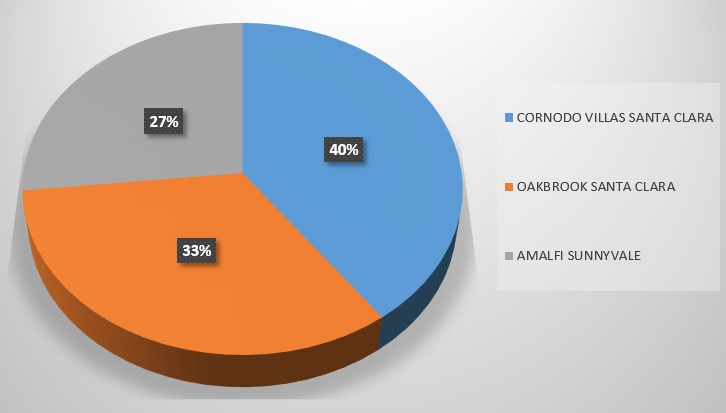 27%
40%
33%
CORNODO VILLAS SANTA CLARA
OAKBROOK SANTA CLARA
AMALFI SUNNYVALE